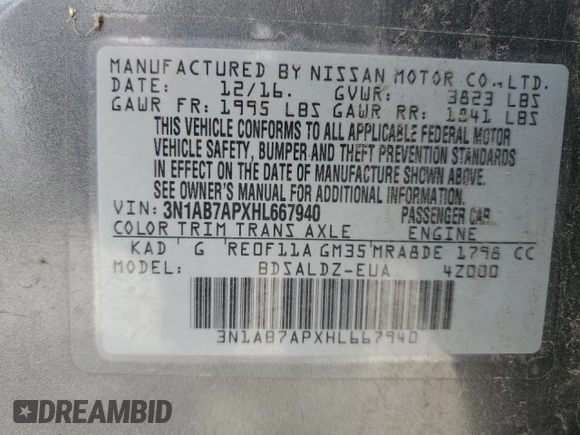 MANUFACTURED BY NISSAN MOTOR CO., LTD.
DATE: 12/16. GVWR: 3823 LBS
GAWR FR: 1995 LBS GAWR RR: 1841 LBS
THIS VEHICLE CONFORMS TO ALL APPLICABLE FEDERAL MOTOR
VEHICLE SAFETY, BUMPER AND THEFT PREVENTION STANDARDS
IN EFFECT ON THE DATE OF MANUFACTURE SHOWN ABOVE.
SEE OWNER'S MANUAL FOR ADDITIONAL INFORMATION.
VIN: 3N1AB7APXHL667940 PASSENGER CAR
COLOR TRIM TRANS AXLE ENGINE
KAD G RE0F11A GM35 MRA8DE 1798 CC
MODEL: BDSALDZ-EUA 4Z000
3N1AB7APXHL667940
DREAMBID